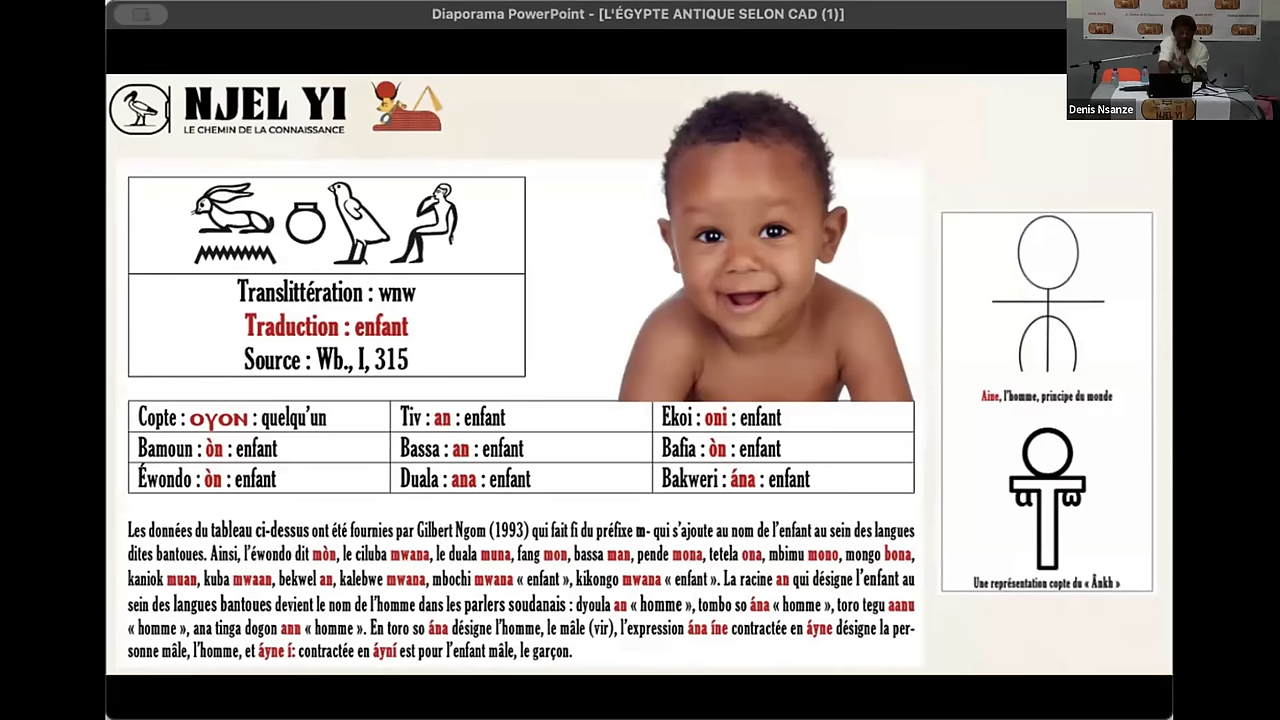 Diaporama PowerPoint - [L'ÉGYPTE ANTIQUE SELON CAD (1)]
Denis Nsanze
NJEL YI
NJEL YI
LE CHEMIN DE LA CONNAISSANCE
Translittération : wnw
Traduction : enfant
Source : Wb., I, 315
Copte : ⲟⲩⲟⲛ : quelqu'un
Tiv : an : enfant
Ekoi : oni : enfant
Bamoun : òn : enfant
Bassa : an : enfant
Bafia : òn : enfant
Éwondo : òn : enfant
Duala : ana : enfant
Bakweri : ána : enfant
Les données du tableau ci-dessus ont été fournies par Gilbert Ngom (1993) qui fait fi du préfixe m- qui s'ajoute au nom de l'enfant au sein des langues
dites bantoues. Ainsi, l'éwondo dit mòn, le ciluba mwana, le duala muna, fang mon, bassa man, pende mona, tetela ona, mbimu mono, mongo bona,
kaniok muan, kuba mwaan, bekwel an, kalebwe mwana, mbochi mwana « enfant », kikongo mwana « enfant ». La racine an qui désigne l'enfant au
sein des langues bantoues devient le nom de l'homme dans les parlers soudanais : dyoula an « homme », tombo so ána « homme », toro tegu aanu
« homme », ana tinga dogon ann « homme ». En toro so ána désigne l'homme, le mâle (vir), l'expression ána íne contractée en áyne désigne la per-
sonne mâle, l'homme, et áyne í: contractée en áyní est pour l'enfant mâle, le garçon.
Aine, l'homme, principe du monde
Une représentation copte du « Ânkh »